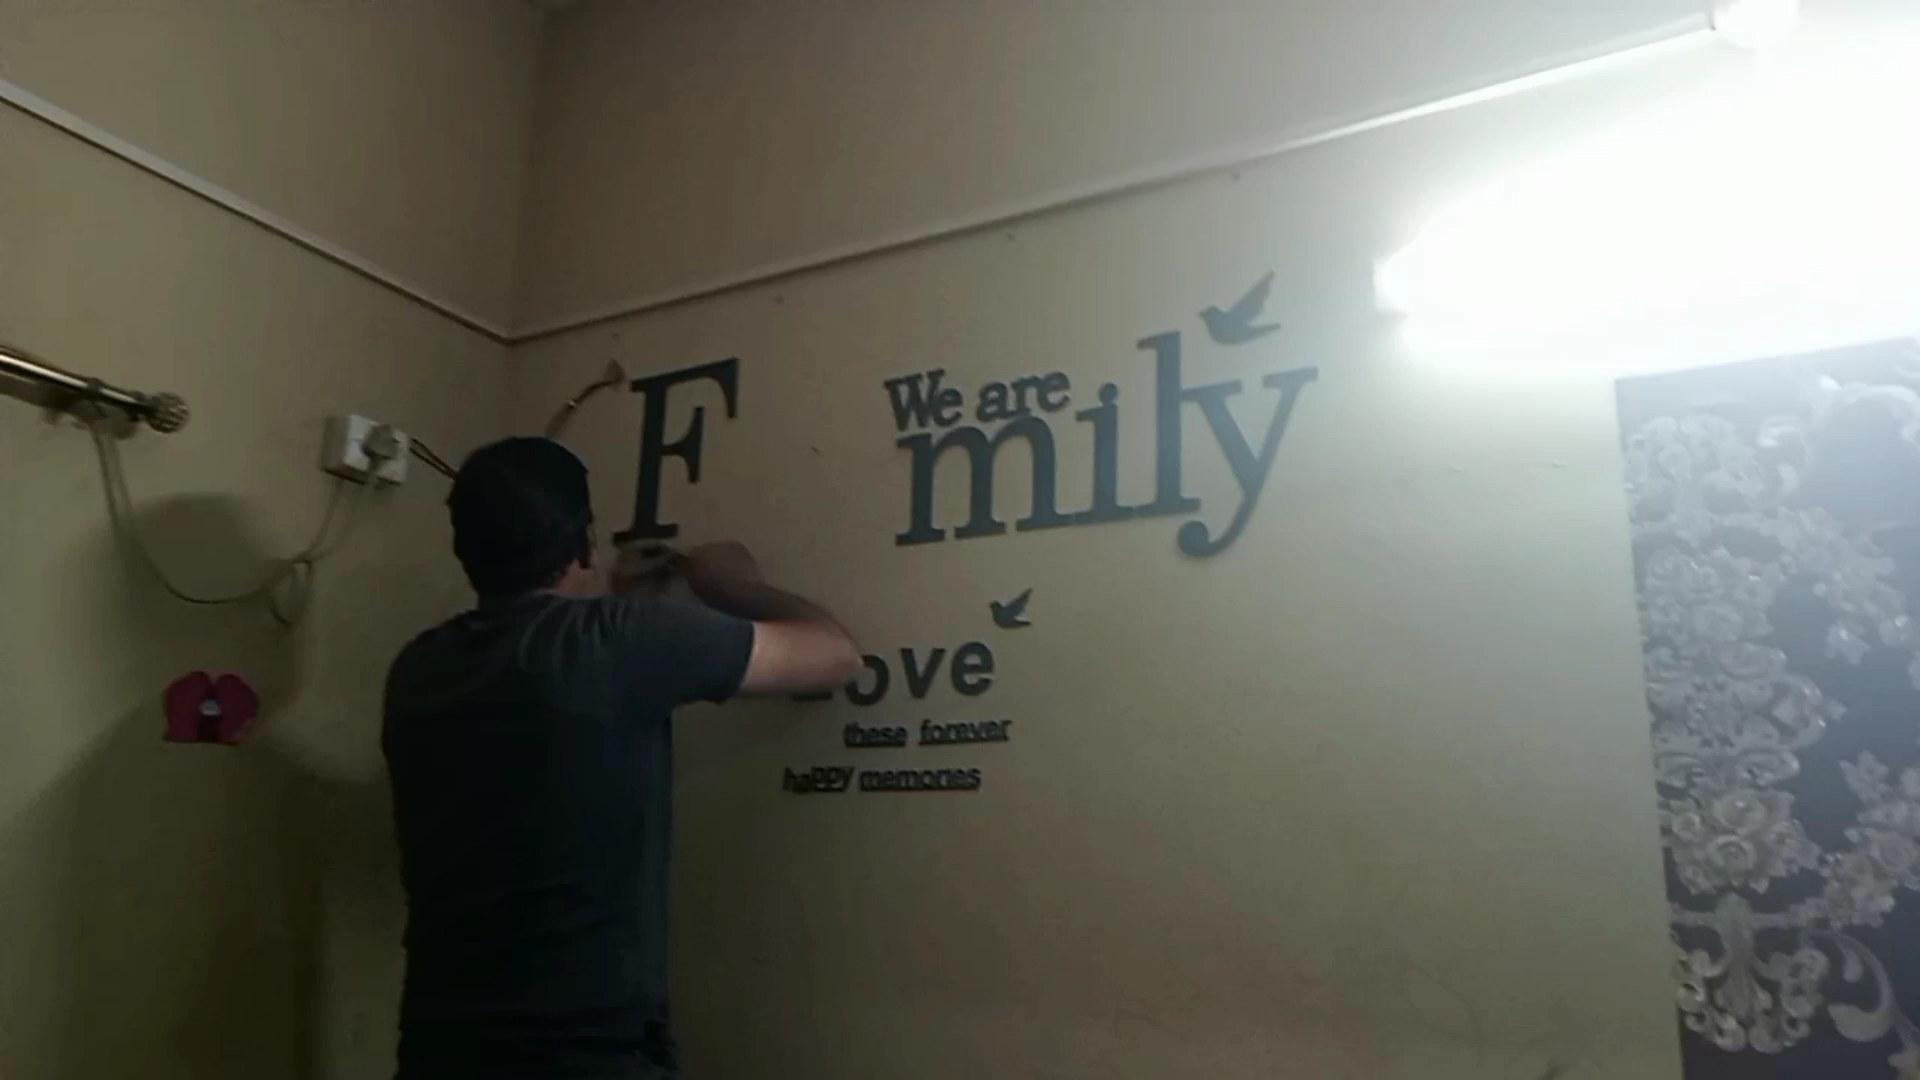 We are
F mily
ove
these forever
happy memories